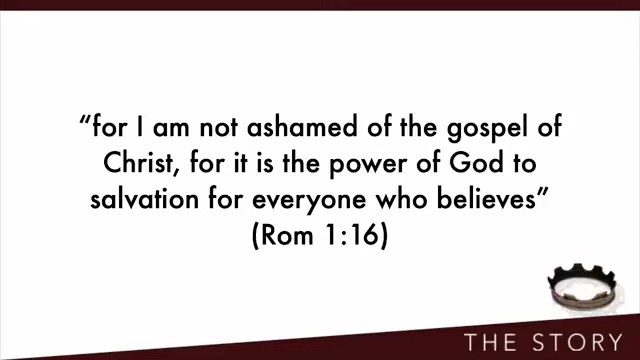 “for I am not ashamed of the gospel of
Christ, for it is the power of God to
salvation for everyone who believes”
(Rom 1:16)
THE STORY